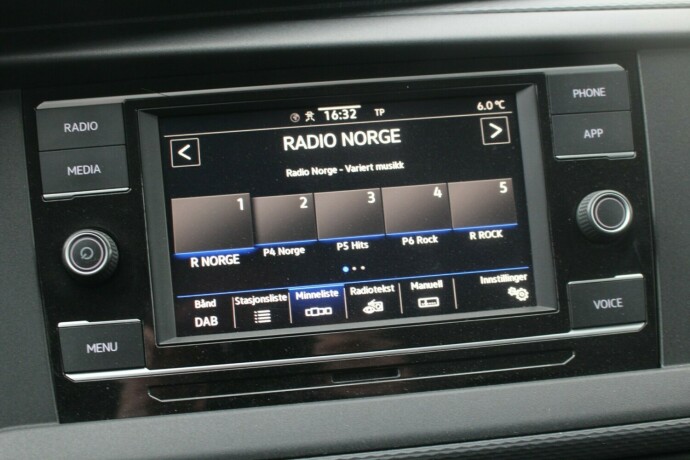 RADIO
MEDIA
MENU
16:32 TP 6.0 °C
RADIO NORGE
Radio Norge - Variert musikk
< >
1 2 3 4 5
R NORGE P4 Norge P5 Hits P6 Rock R ROCK
Bånd Stasjonsliste Minneliste Radiotekst Manuell Innstillinger
DAB
PHONE
APP
VOICE